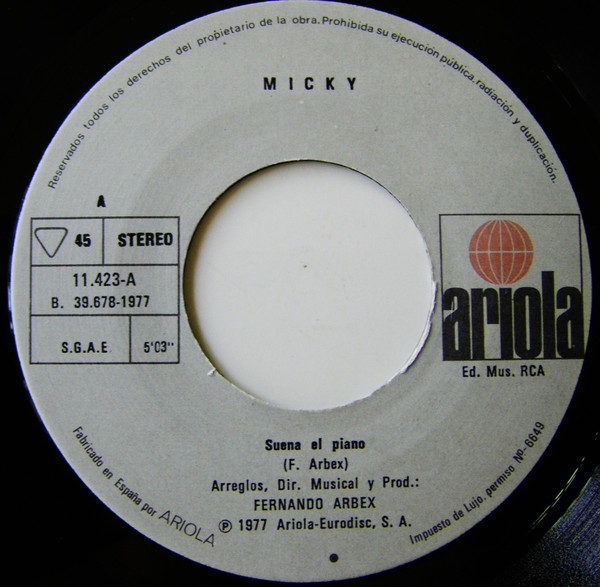 Reservados todos los derechos del propietario de la obra. Prohibida su ejecución pública, radiación y duplicación.
MICKY
A
45 STEREO
11.423-A
B. 39.678-1977
S.G.A.E. 5'03"
ariola
Ed. Mus. RCA
Suena el piano
(F. Arbex)
Arreglos, Dir. Musical y Prod.:
FERNANDO ARBEX
Ⓟ 1977 Ariola-Eurodisc, S. A.
Fabricado en España por ARIOLA
Impuesto de Lujo. permiso Nº-6649